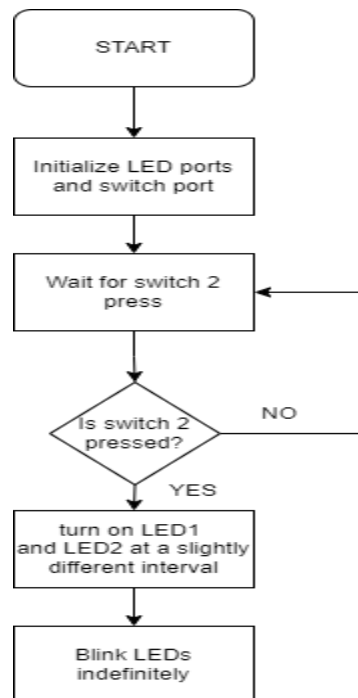 START
Initialize LED ports
and switch port
Wait for switch 2
press
Is switch 2
pressed?
NO
YES
turn on LED1
and LED2 at a slightly
different interval
Blink LEDs
indefinitely